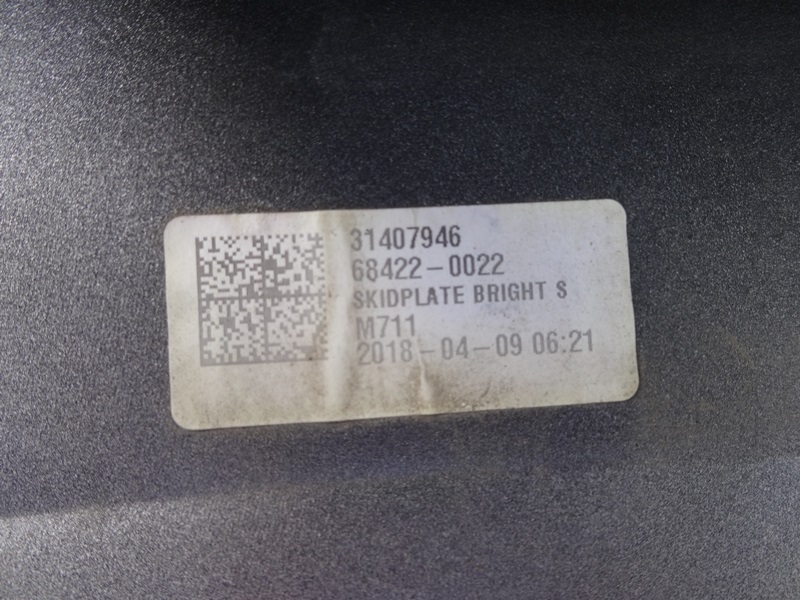 31407946
68422-0022
SKIDPLATE BRIGHT S
M711
2018-04-09 06:21